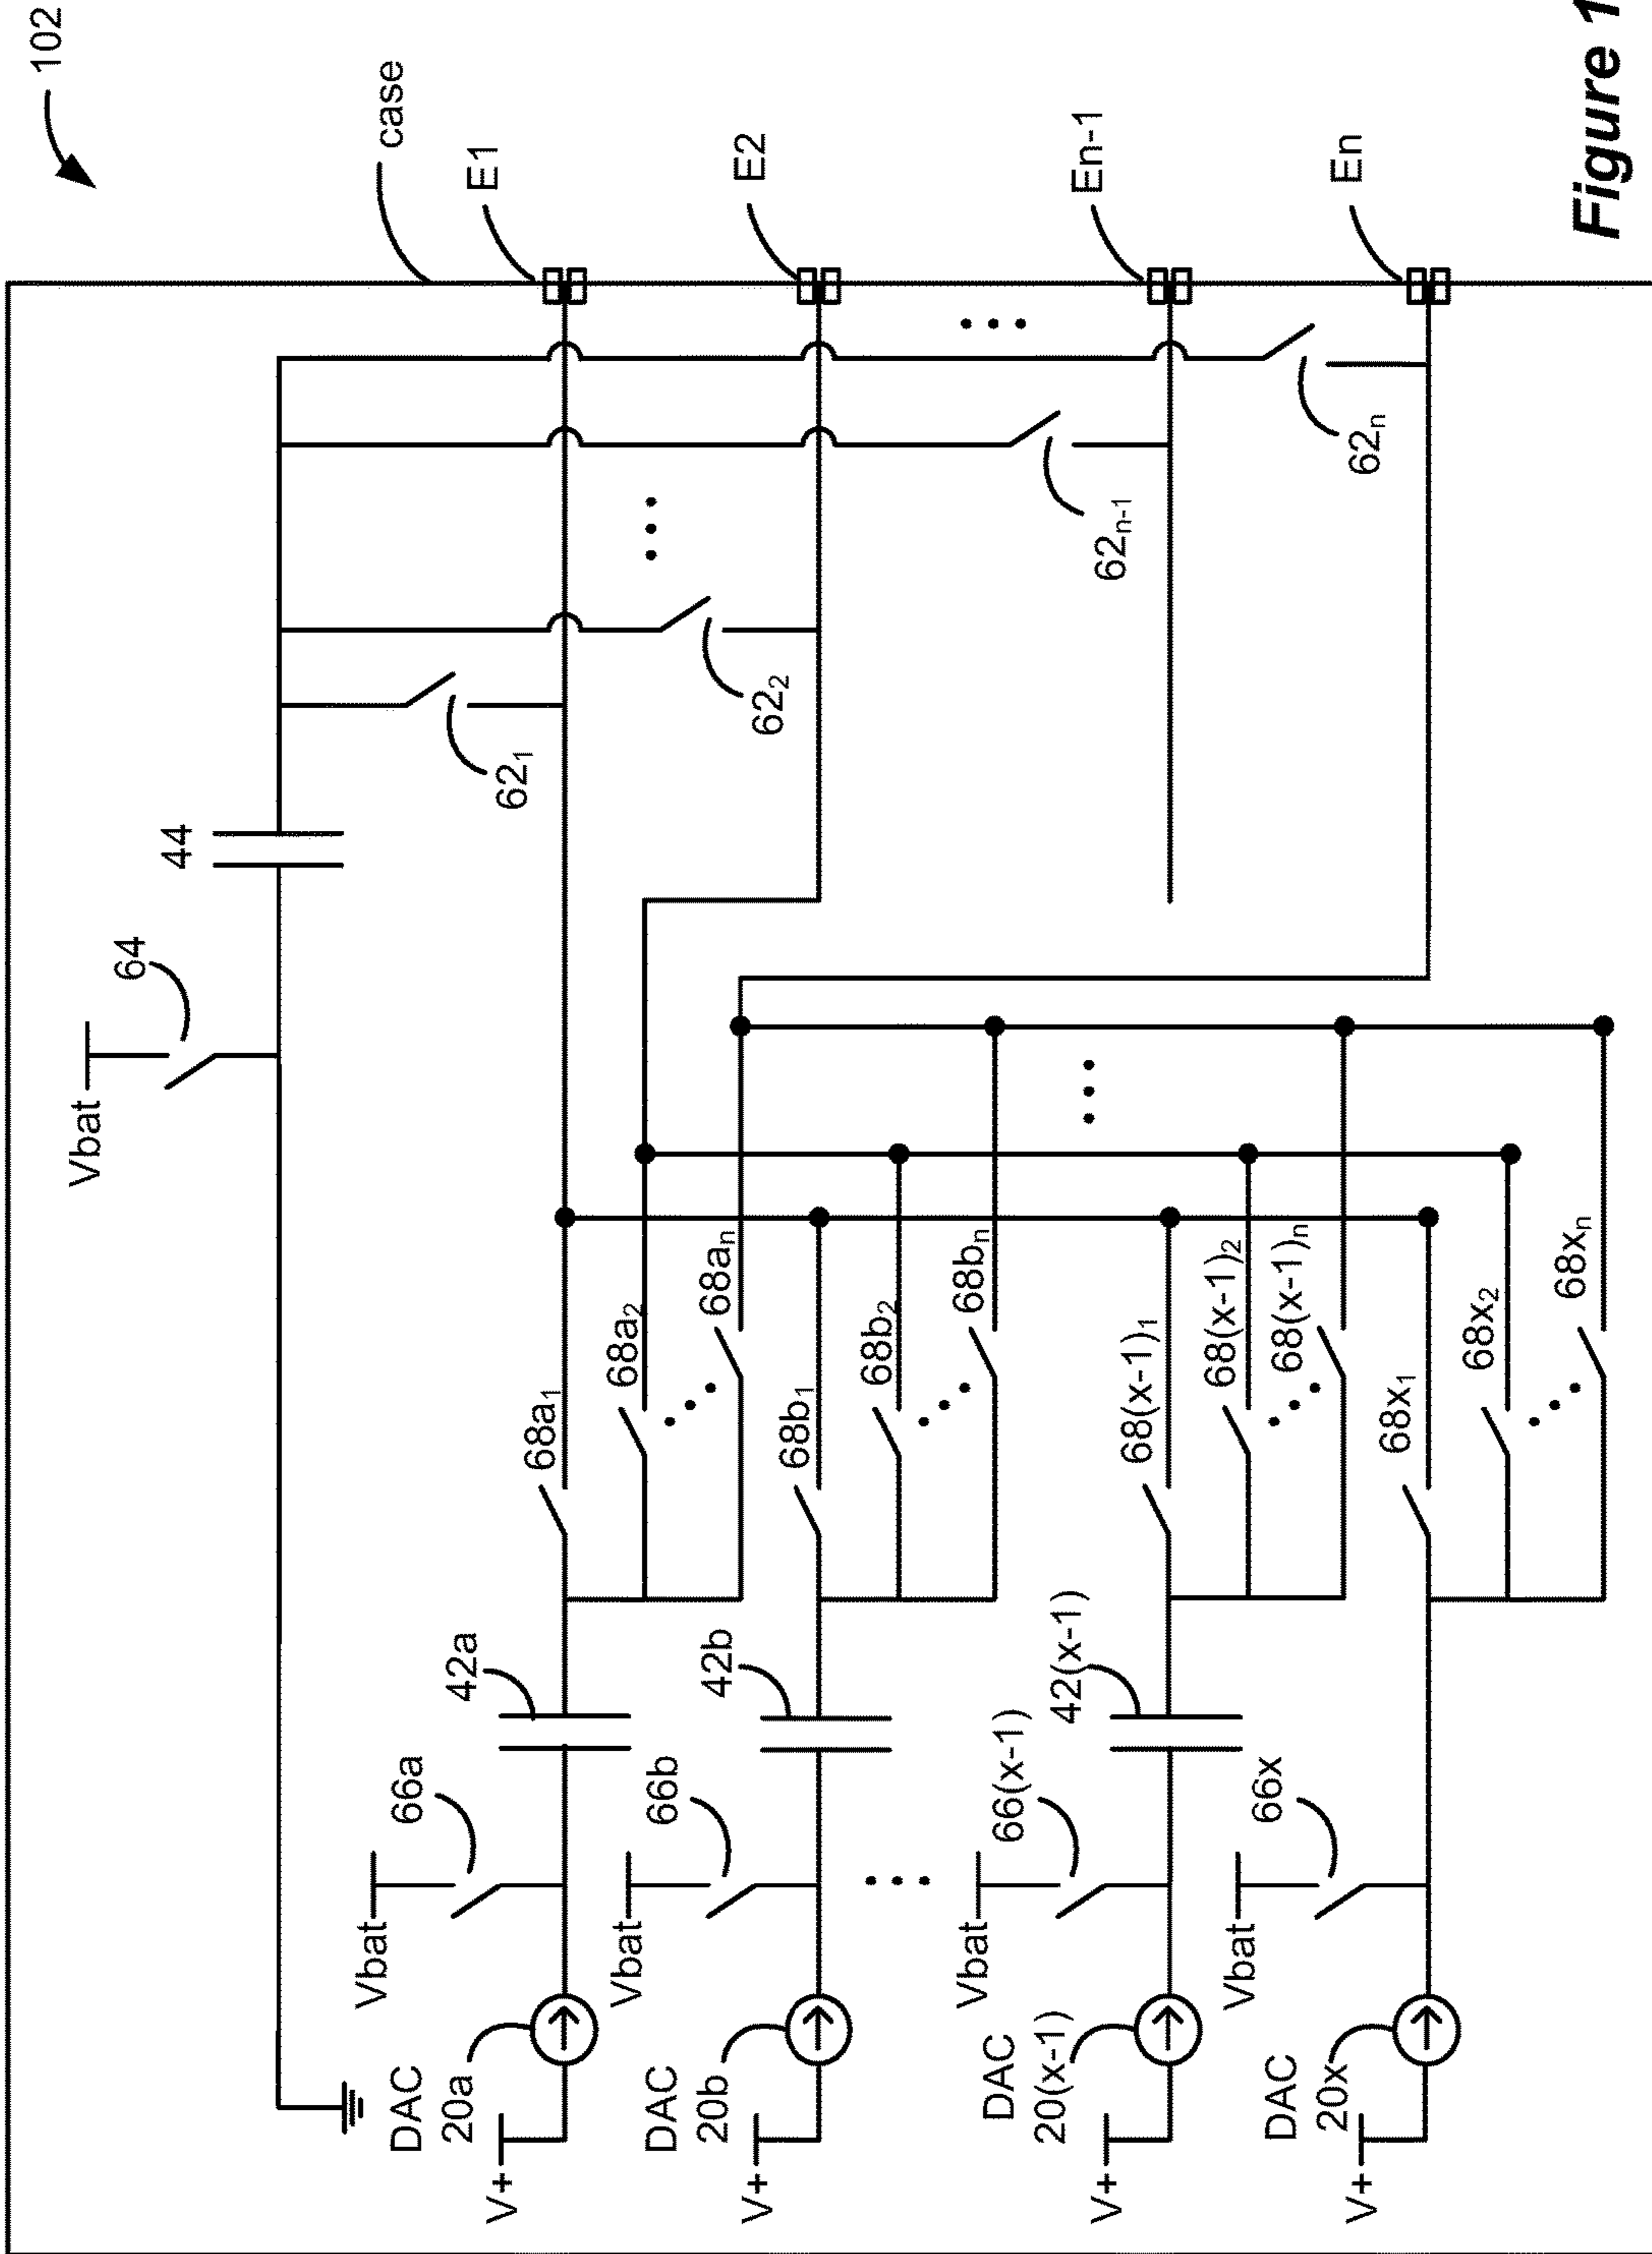 102
case
Vbat
64
44
62₁
62₂
62ₙ₋₁
62ₙ
E1
E2
En-1
En
DAC
20a
V+
Vbat
66a
42a
68a₁
68a₂
68aₙ
DAC
20b
V+
Vbat
66b
42b
68b₁
68b₂
68bₙ
DAC
20(x-1)
V+
Vbat
66(x-1)
42(x-1)
68(x-1)₁
68(x-1)₂
68(x-1)ₙ
DAC
20x
V+
Vbat
66x
68x₁
68x₂
68xₙ
Figure 1